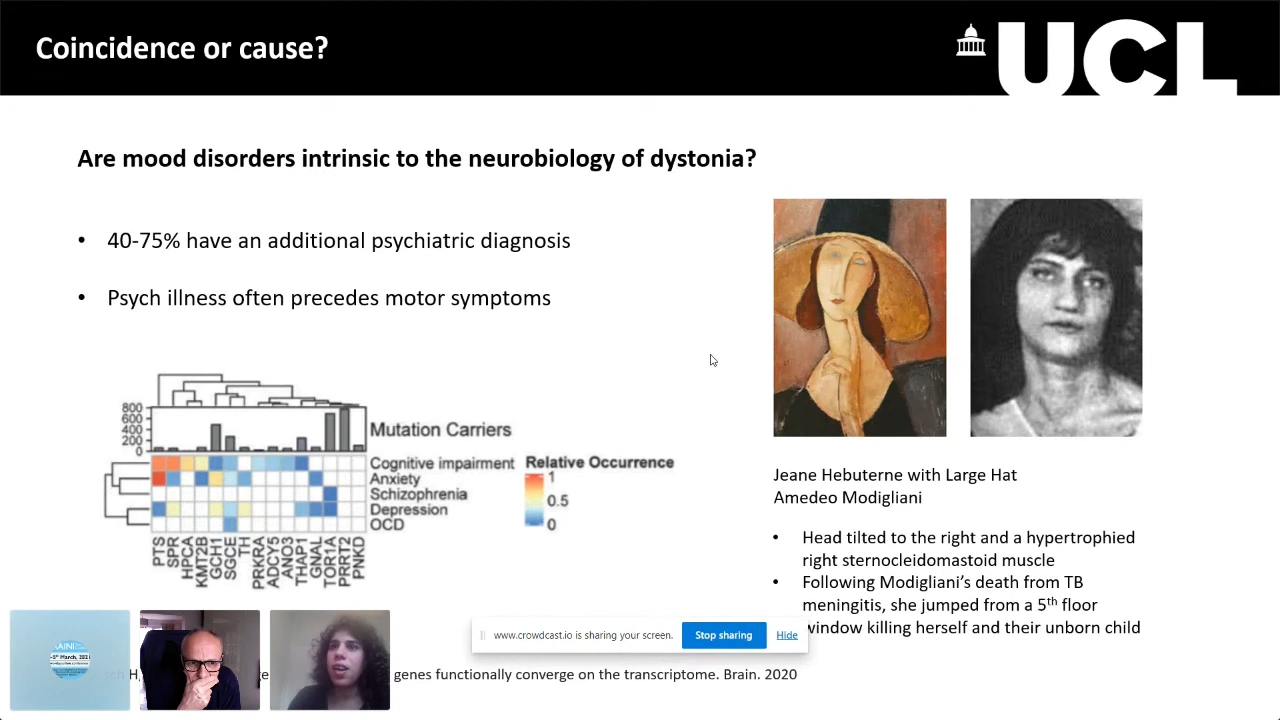 Coincidence or cause?
UCL
Are mood disorders intrinsic to the neurobiology of dystonia?
• 40-75% have an additional psychiatric diagnosis
• Psych illness often precedes motor symptoms
800
600
400
200
0
Mutation Carriers
Cognitive impairment
Anxiety
Schizophrenia
Depression
OCD
Relative Occurrence
1
0.5
0
PTS
SPR
HPCA
KMT2B
GCH1
SGCE
TH
PRKRA
ADCY5
ANO3
THAP1
GNAL
TOR1A
PRRT2
PNKD
Jeane Hebuterne with Large Hat
Amedeo Modigliani
• Head tilted to the right and a hypertrophied
right sternocleidomastoid muscle
• Following Modigliani's death from TB
meningitis, she jumped from a 5th floor
window killing herself and their unborn child
www.crowdcast.io is sharing your screen.
Stop sharing
Hide
genes functionally converge on the transcriptome. Brain. 2020